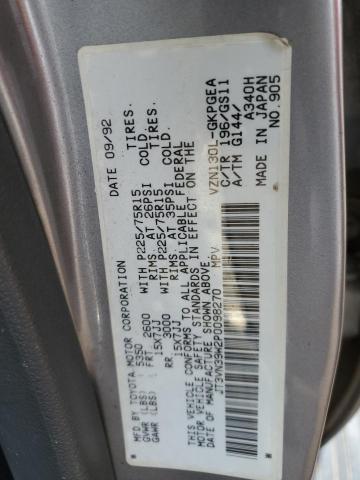 MFD. BY TOYOTA MOTOR CORPORATION DATE 09/92
GVWR (LBS) 5350
GAWR (LBS) FRT 2600 WITH P225/75R15 TIRES.
15X7JJ RIMS. AT 26PSI COLD.
RR 3000 WITH P225/75R15 TIRES.
15X7JJ RIMS. AT 35PSI COLD.
THIS VEHICLE CONFORMS TO ALL APPLICABLE FEDERAL
MOTOR VEHICLE SAFETY STANDARDS IN EFFECT ON THE
DATE OF MANUFACTURE SHOWN ABOVE.
JT3VN39W2P0098270 MPV
VZN130L-GKPGEA
C/TR 196/GS11
A/TM G144/
A340H
MADE IN JAPAN
NO.905